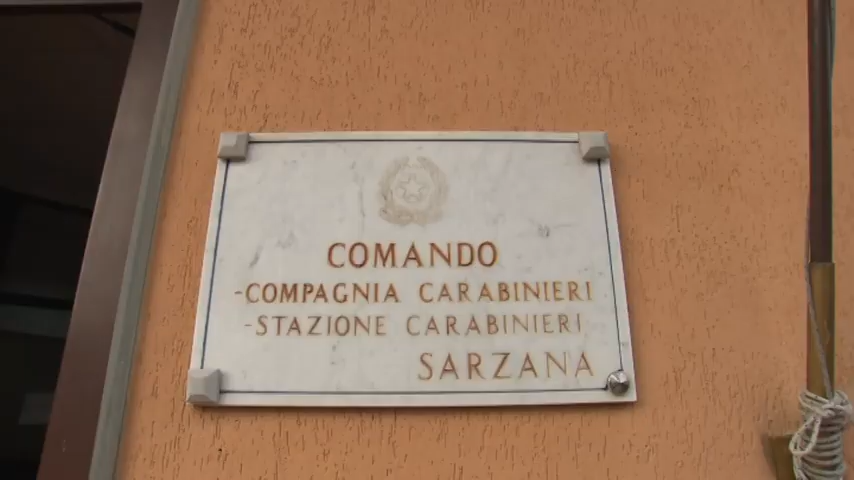 COMANDO
-COMPAGNIA CARABINIERI
-STAZIONE CARABINIERI
SARZANA